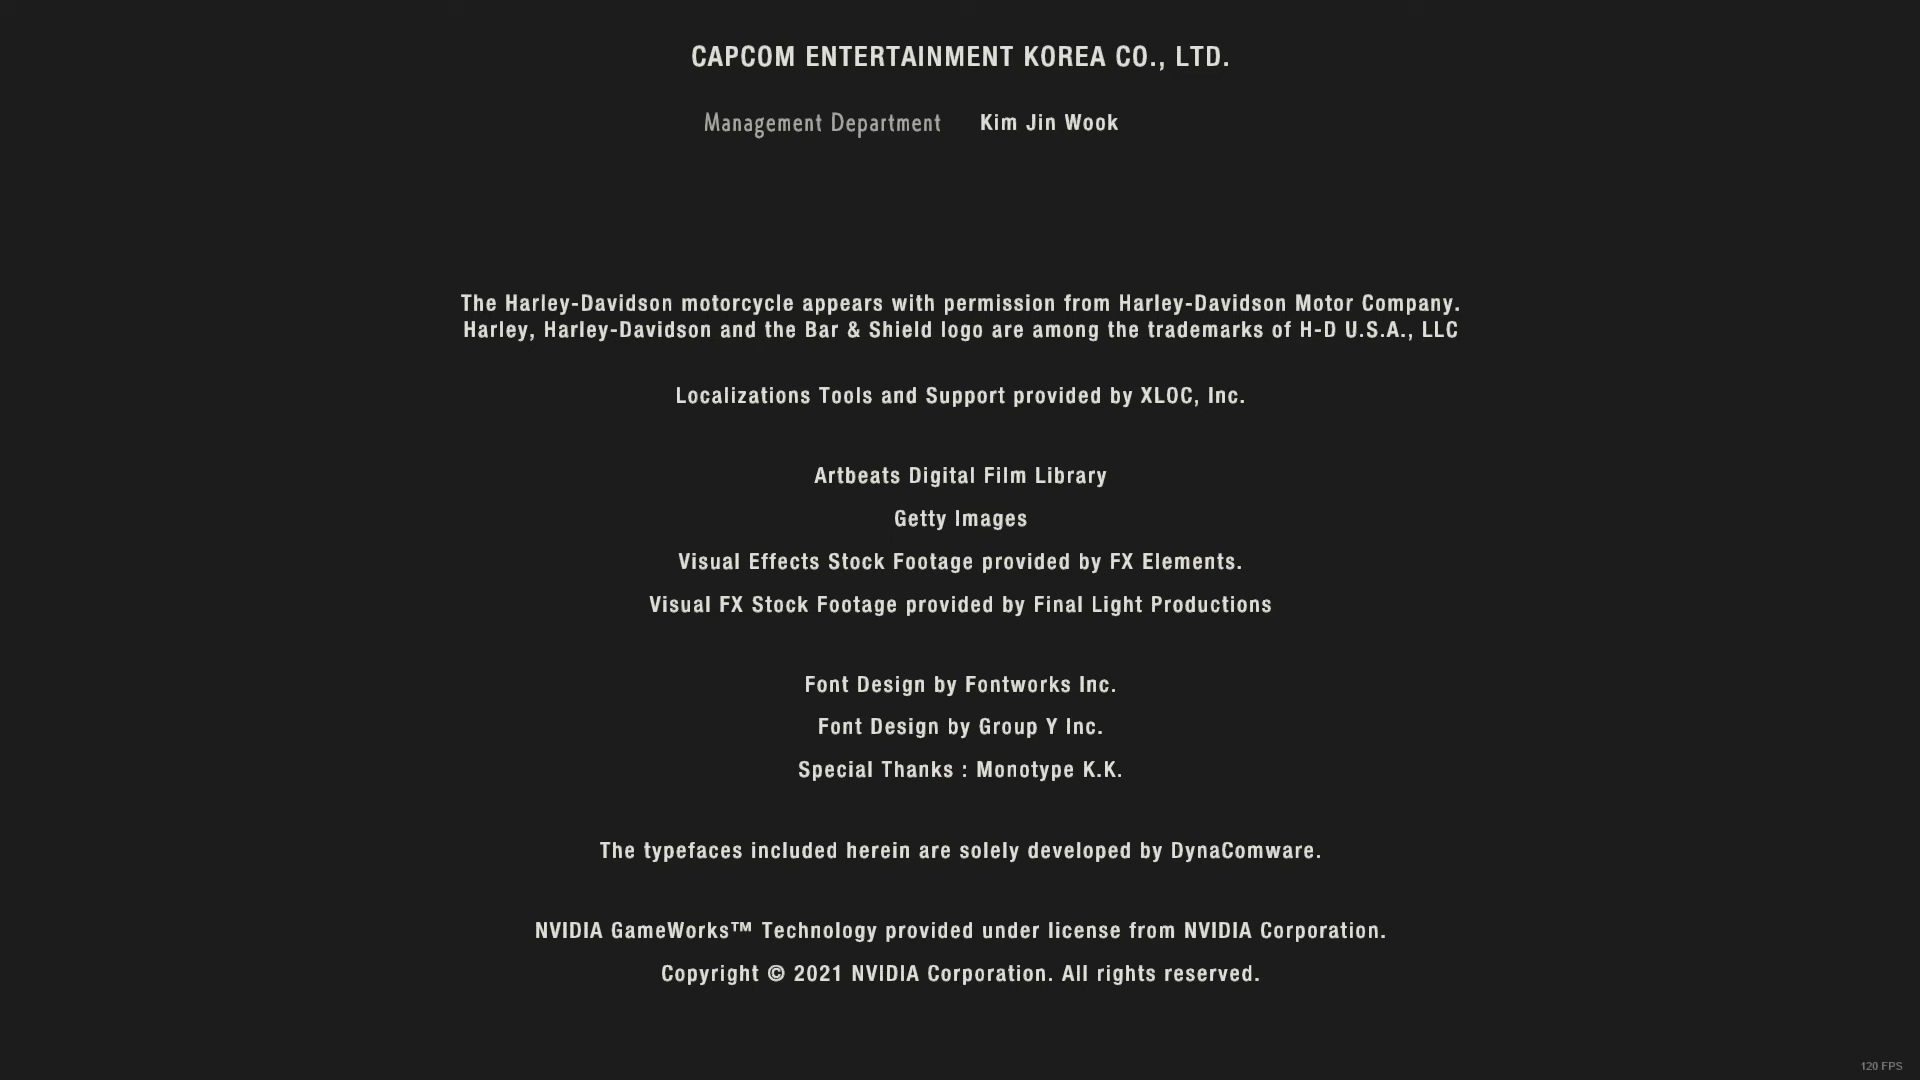 CAPCOM ENTERTAINMENT KOREA CO., LTD.
Management Department Kim Jin Wook
The Harley-Davidson motorcycle appears with permission from Harley-Davidson Motor Company.
Harley, Harley-Davidson and the Bar & Shield logo are among the trademarks of H-D U.S.A., LLC
Localizations Tools and Support provided by XLOC, Inc.
Artbeats Digital Film Library
Getty Images
Visual Effects Stock Footage provided by FX Elements.
Visual FX Stock Footage provided by Final Light Productions
Font Design by Fontworks Inc.
Font Design by Group Y Inc.
Special Thanks : Monotype K.K.
The typefaces included herein are solely developed by DynaComware.
NVIDIA GameWorks™ Technology provided under license from NVIDIA Corporation.
Copyright © 2021 NVIDIA Corporation. All rights reserved.
120 FPS